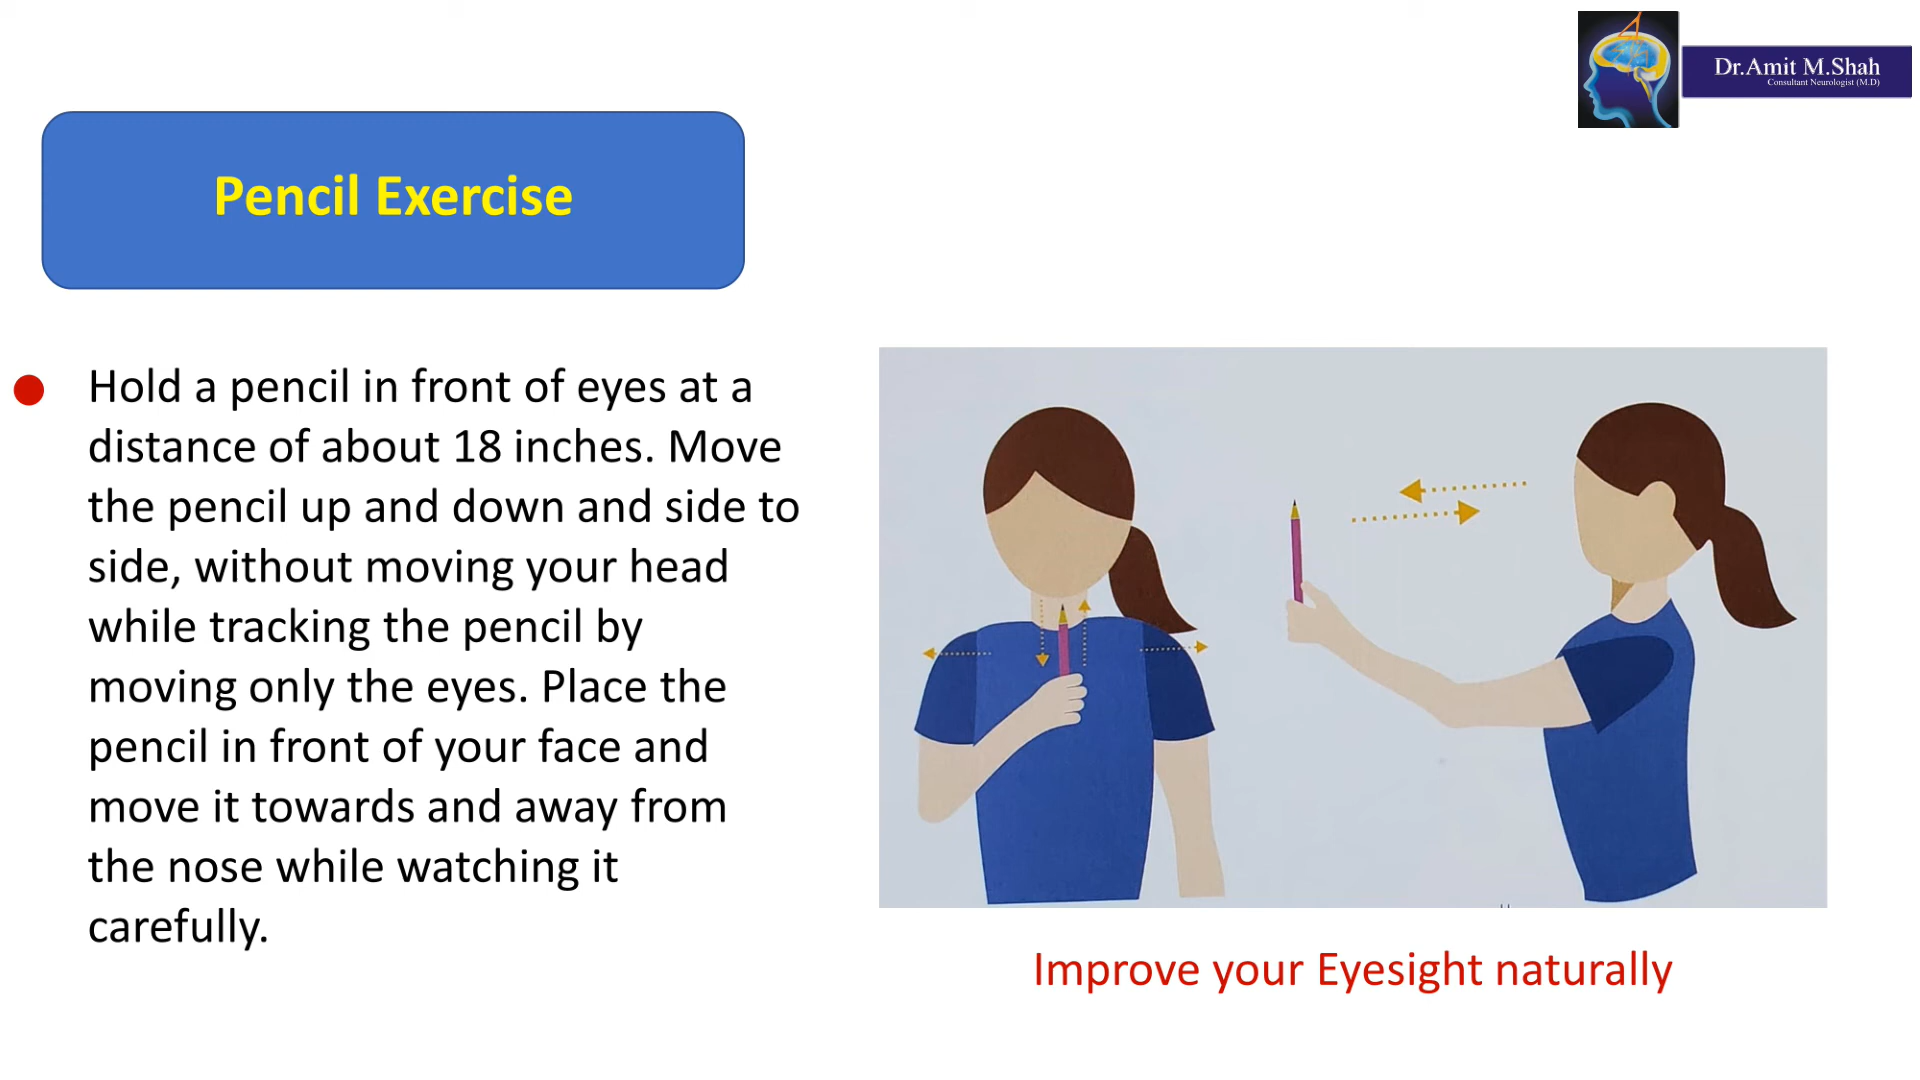 Dr.Amit M.Shah
Consultant Neurologist (M.D)
Pencil Exercise
Hold a pencil in front of eyes at a
distance of about 18 inches. Move
the pencil up and down and side to
side, without moving your head
while tracking the pencil by
moving only the eyes. Place the
pencil in front of your face and
move it towards and away from
the nose while watching it
carefully.
Improve your Eyesight naturally